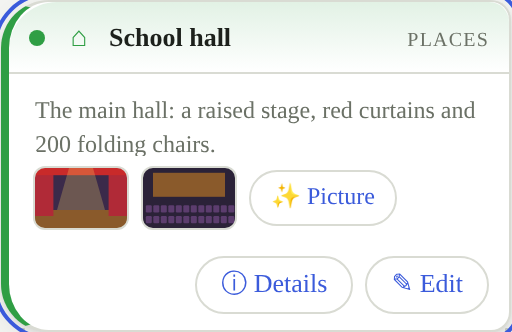 School hall
PLACES
The main hall: a raised stage, red curtains and
200 folding chairs.
✨ Picture
ⓘ Details
✎ Edit